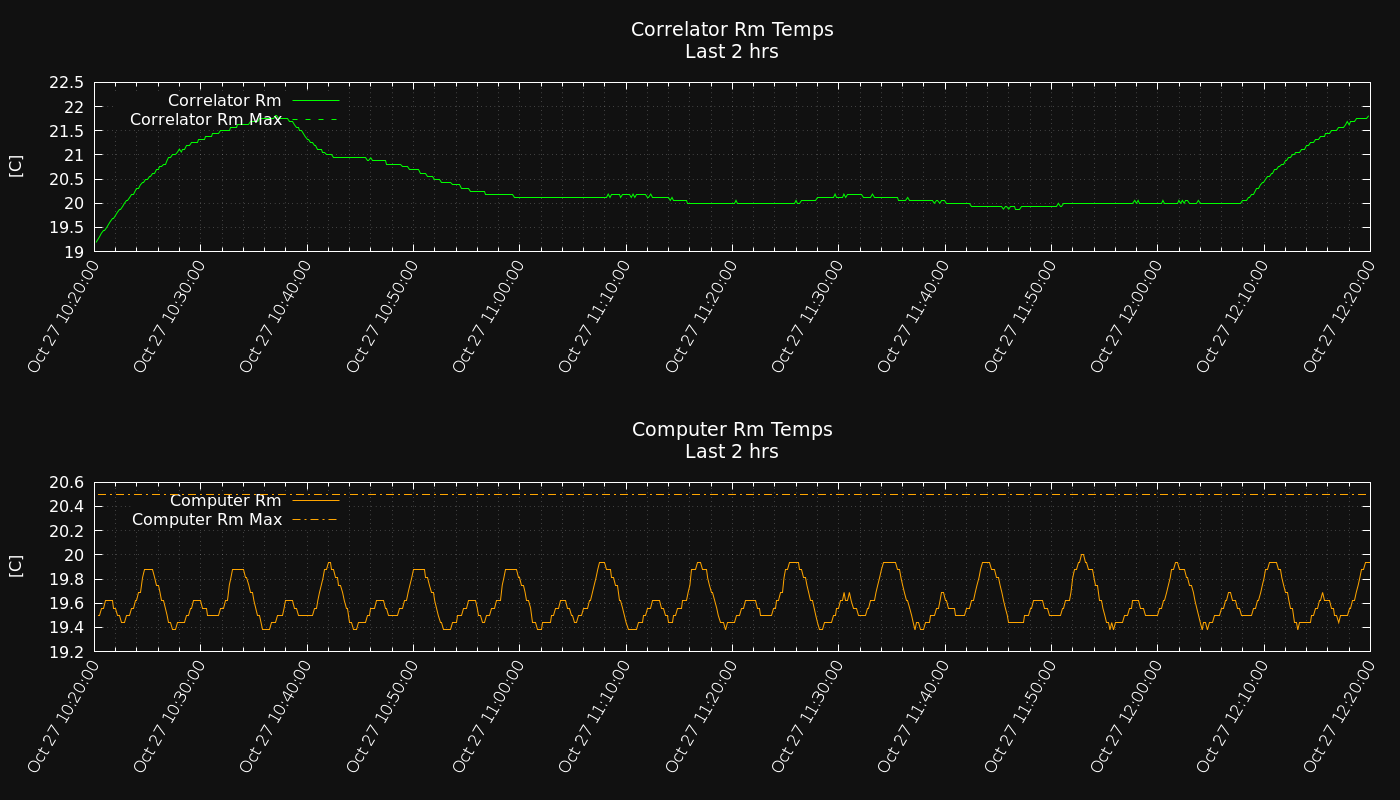 Correlator Rm Temps
Last 2 hrs
22.5
22
21.5
21
20.5
20
19.5
19
[C]
Correlator Rm
Correlator Rm Max
Oct 27 10:20:00
Oct 27 10:30:00
Oct 27 10:40:00
Oct 27 10:50:00
Oct 27 11:00:00
Oct 27 11:10:00
Oct 27 11:20:00
Oct 27 11:30:00
Oct 27 11:40:00
Oct 27 11:50:00
Oct 27 12:00:00
Oct 27 12:10:00
Oct 27 12:20:00
Computer Rm Temps
Last 2 hrs
20.6
20.4
20.2
20
19.8
19.6
19.4
19.2
[C]
Computer Rm
Computer Rm Max
Oct 27 10:20:00
Oct 27 10:30:00
Oct 27 10:40:00
Oct 27 10:50:00
Oct 27 11:00:00
Oct 27 11:10:00
Oct 27 11:20:00
Oct 27 11:30:00
Oct 27 11:40:00
Oct 27 11:50:00
Oct 27 12:00:00
Oct 27 12:10:00
Oct 27 12:20:00